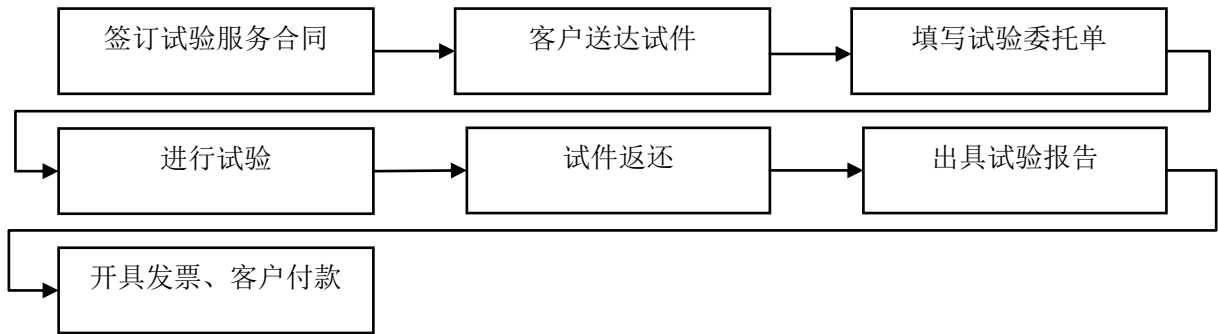 签订试验服务合同
客户送达试件
填写试验委托单
进行试验
试件返还
出具试验报告
开具发票、客户付款